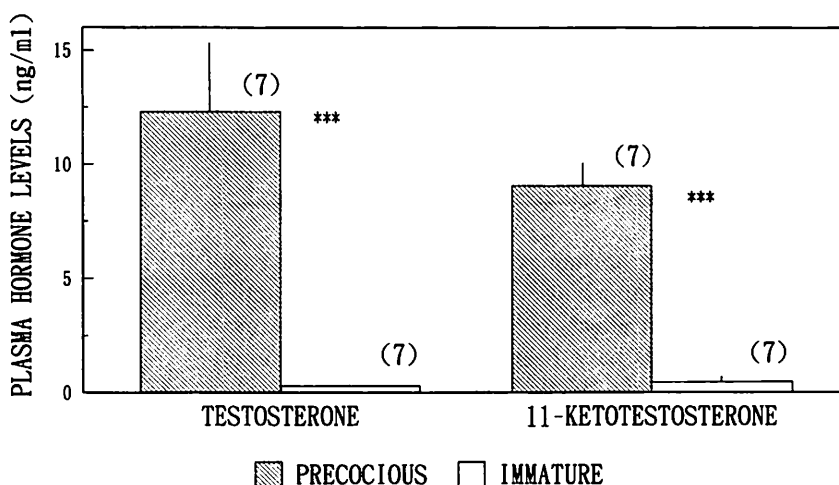 PLASMA HORMONE LEVELS (ng/ml)
15
10
5
0
(7)
***
(7)
(7)
***
(7)
TESTOSTERONE
11-KETOTESTOSTERONE
PRECOCIOUS
IMMATURE